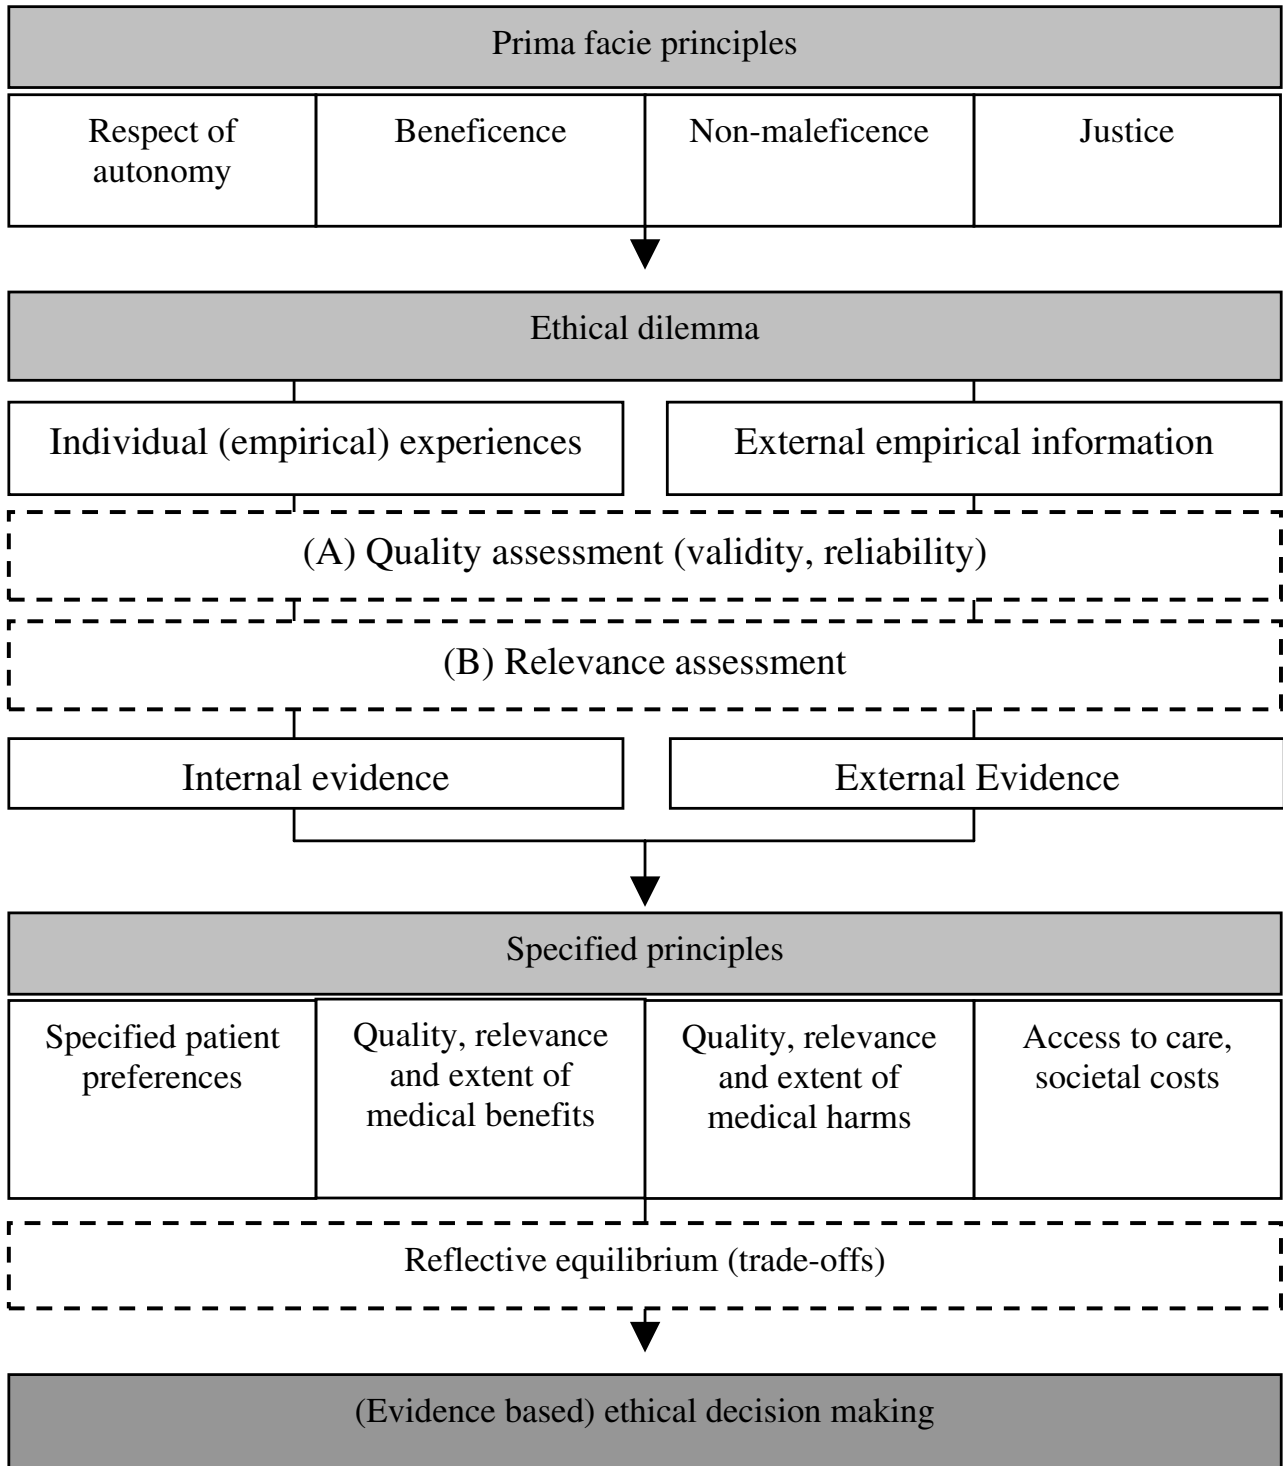 Prima facie principles
Respect of
autonomy
Beneficence
Non-maleficence
Justice
Ethical dilemma
Individual (empirical) experiences
External empirical information
(A) Quality assessment (validity, reliability)
(B) Relevance assessment
Internal evidence
External Evidence
Specified principles
Specified patient
preferences
Quality, relevance
and extent of
medical benefits
Quality, relevance
and extent of
medical harms
Access to care,
societal costs
Reflective equilibrium (trade-offs)
(Evidence based) ethical decision making